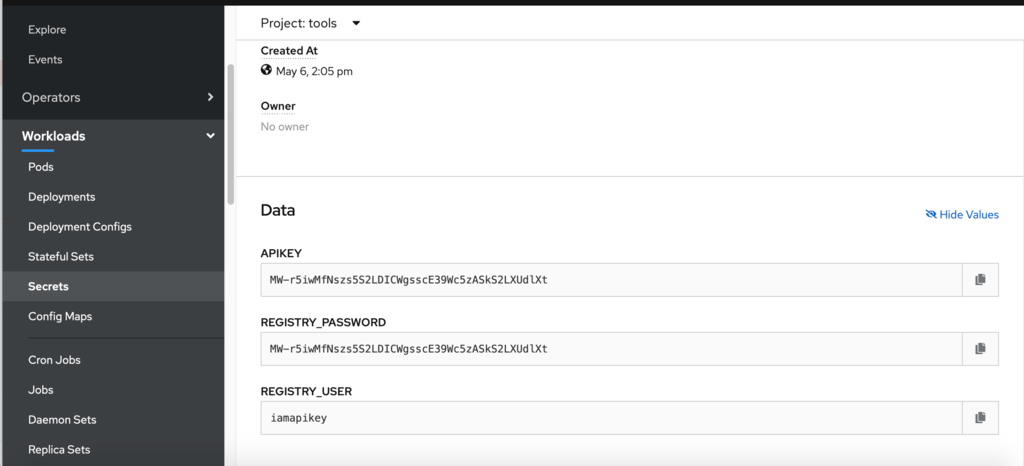 Explore
Events
Operators
Workloads
Pods
Deployments
Deployment Configs
Stateful Sets
Secrets
Config Maps
Cron Jobs
Jobs
Daemon Sets
Replica Sets
Project: tools
Created At
May 6, 2:05 pm
Owner
No owner
Data
Hide Values
APIKEY
MW-r5iwMfNszs5S2LDICWgsscE39Wc5zASkS2LXUdlXt
REGISTRY_PASSWORD
MW-r5iwMfNszs5S2LDICWgsscE39Wc5zASkS2LXUdlXt
REGISTRY_USER
iamapikey